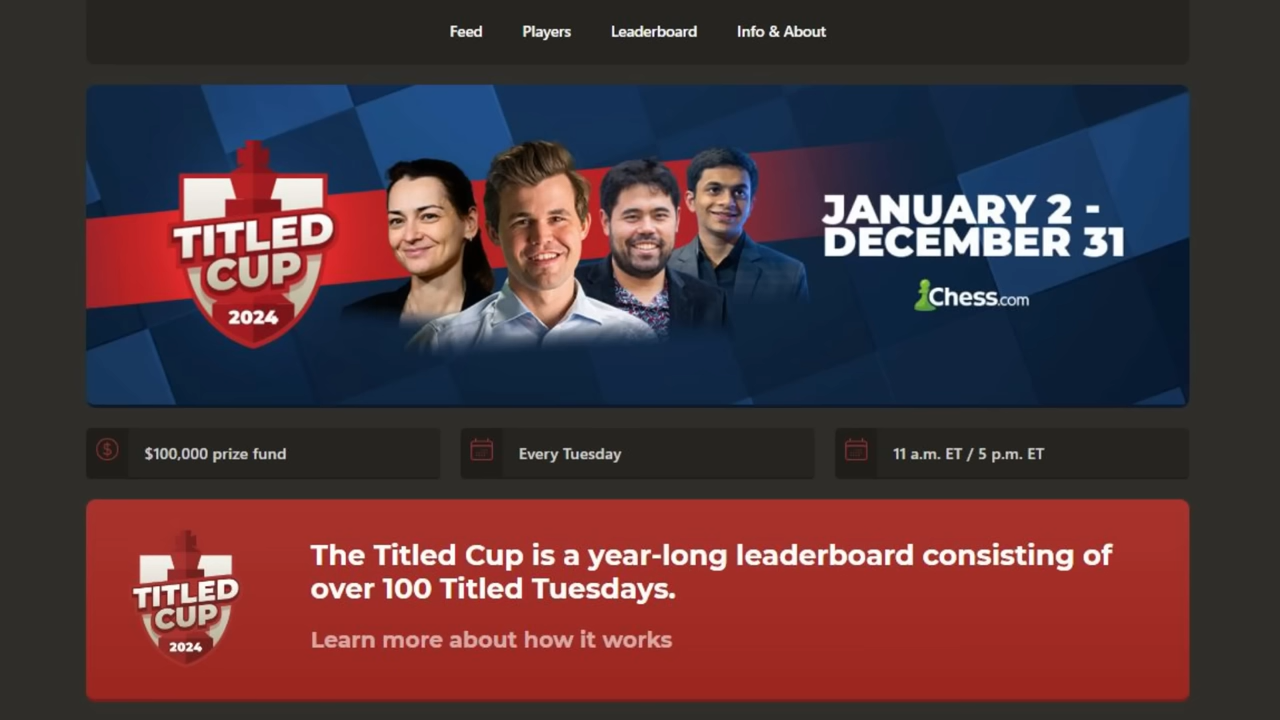 Feed Players Leaderboard Info & About
TITLED
CUP
2024
JANUARY 2 -
DECEMBER 31
Chess.com
$100,000 prize fund
Every Tuesday
11 a.m. ET / 5 p.m. ET
TITLED
CUP
2024
The Titled Cup is a year-long leaderboard consisting of
over 100 Titled Tuesdays.
Learn more about how it works